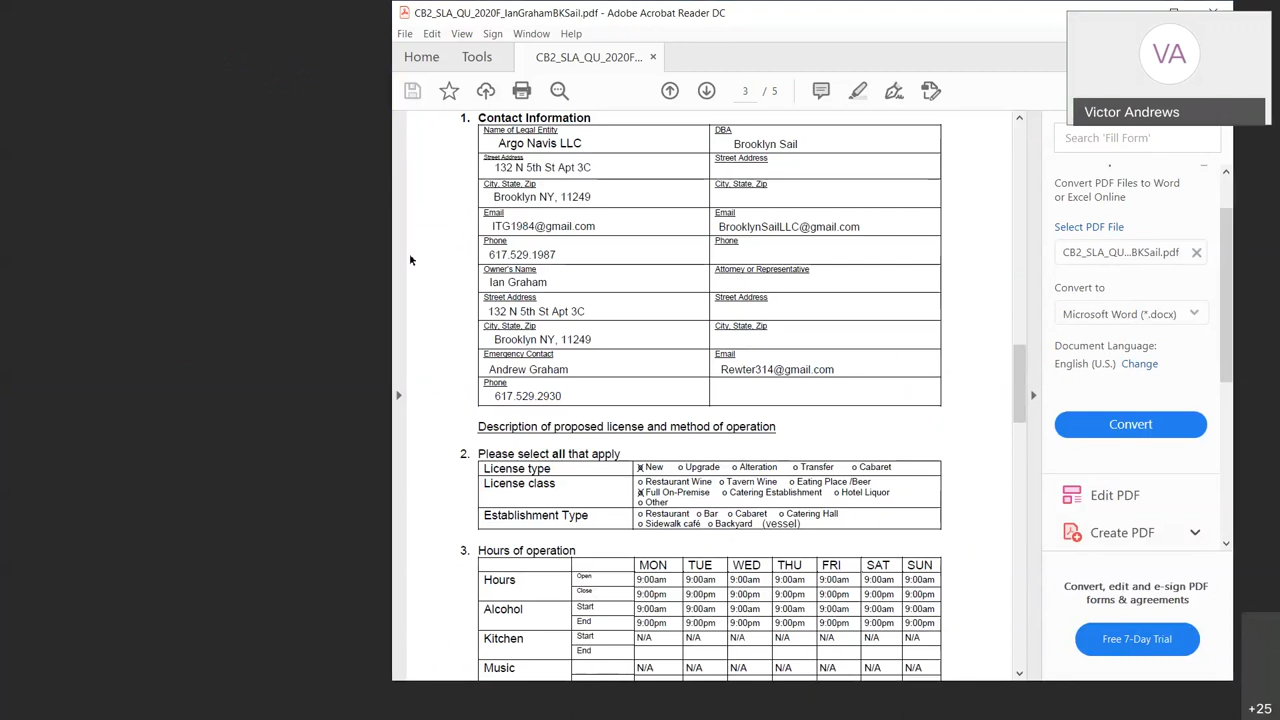 CB2_SLA_QU_2020F_IanGrahamBKSail.pdf - Adobe Acrobat Reader DC
File Edit View Sign Window Help
Home Tools CB2_SLA_QU_2020F... ×
3 / 5
VA
Victor Andrews
1. Contact Information
Name of Legal Entity DBA
Argo Navis LLC Brooklyn Sail
Street Address Street Address
132 N 5th St Apt 3C
City, State, Zip City, State, Zip
Brooklyn NY, 11249
Email Email
ITG1984@gmail.com BrooklynSailLLC@gmail.com
Phone Phone
617.529.1987
Owner's Name Attorney or Representative
Ian Graham
Street Address Street Address
132 N 5th St Apt 3C
City, State, Zip City, State, Zip
Brooklyn NY, 11249
Emergency Contact Email
Andrew Graham Rewter314@gmail.com
Phone
617.529.2930
Description of proposed license and method of operation
2. Please select all that apply
License type x New o Upgrade o Alteration o Transfer o Cabaret
License class o Restaurant Wine o Tavern Wine o Eating Place /Beer
x Full On-Premise o Catering Establishment o Hotel Liquor
o Other
Establishment Type o Restaurant o Bar o Cabaret o Catering Hall
o Sidewalk café o Backyard (vessel)
3. Hours of operation
MON TUE WED THU FRI SAT SUN
Hours Open 9:00am 9:00am 9:00am 9:00am 9:00am 9:00am 9:00am
Close 9:00pm 9:00pm 9:00pm 9:00pm 9:00pm 9:00pm 9:00pm
Alcohol Start 9:00am 9:00am 9:00am 9:00am 9:00am 9:00am 9:00am
End 9:00pm 9:00pm 9:00pm 9:00pm 9:00pm 9:00pm 9:00pm
Kitchen Start N/A N/A N/A N/A N/A N/A N/A
End
Music N/A N/A N/A N/A N/A N/A N/A
Search 'Fill Form'
Convert PDF Files to Word
or Excel Online
Select PDF File
CB2_SLA_QU...BKSail.pdf ×
Convert to
Microsoft Word (*.docx)
Document Language:
English (U.S.) Change
Convert
Edit PDF
Create PDF
Convert, edit and e-sign PDF
forms & agreements
Free 7-Day Trial
+25